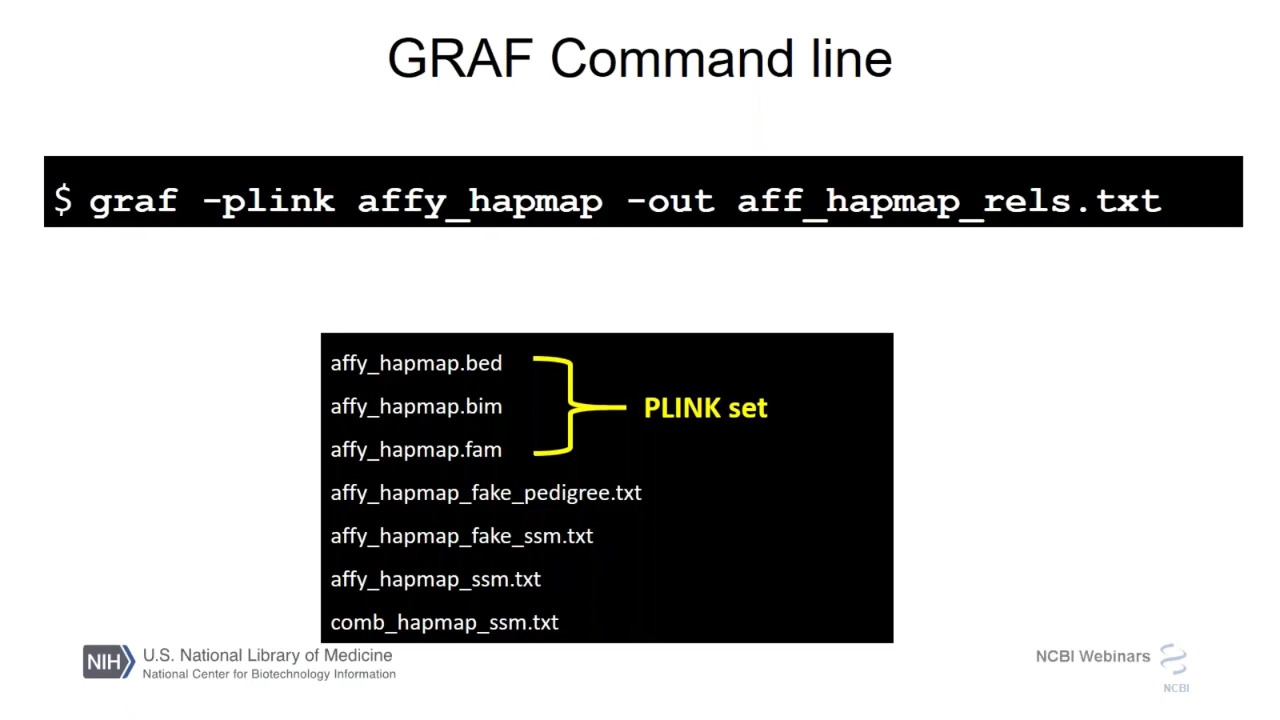 GRAF Command line
$ graf -plink affy_hapmap -out aff_hapmap_rels.txt
affy_hapmap.bed
affy_hapmap.bim
PLINK set
affy_hapmap.fam
affy_hapmap_fake_pedigree.txt
affy_hapmap_fake_ssm.txt
affy_hapmap_ssm.txt
comb_hapmap_ssm.txt
NIH
U.S. National Library of Medicine
National Center for Biotechnology Information
NCBI Webinars
NCBI